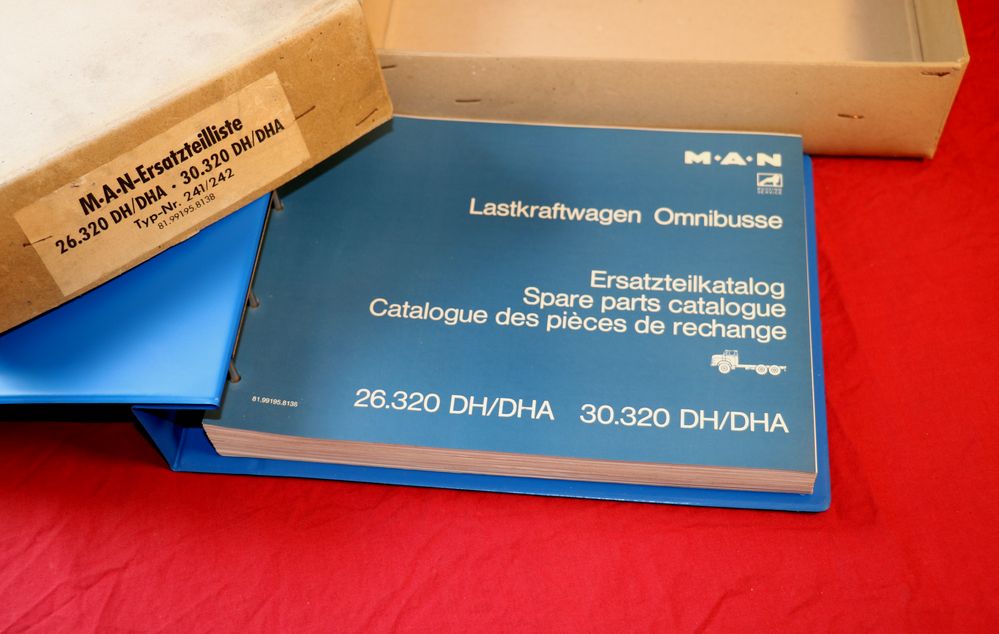 M·A·N-Ersatzteilliste
26.320 DH/DHA · 30.320 DH/DHA
Typ-Nr. 241/242
81.99195.8138
M·A·N
Lastkraftwagen Omnibusse
Ersatzteilkatalog
Spare parts catalogue
Catalogue des pièces de rechange
81.99195.8138
26.320 DH/DHA 30.320 DH/DHA